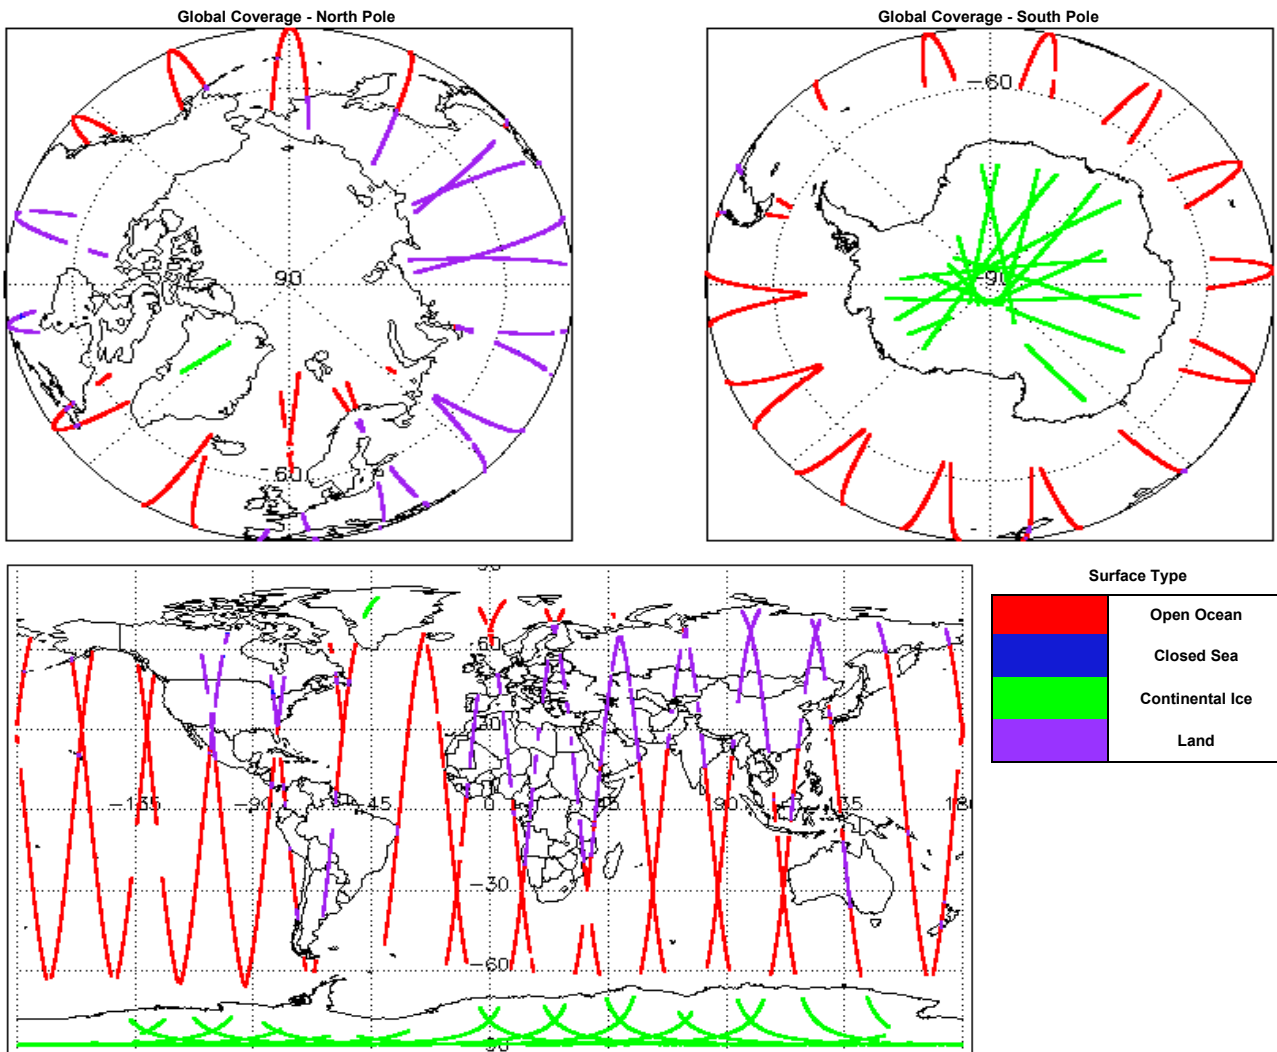 Global Coverage - North Pole
Global Coverage - South Pole
90
60
-60
-90
-135
-90
-45
0
45
90
135
180
60
30
-30
-60
Surface Type
Open Ocean
Closed Sea
Continental Ice
Land